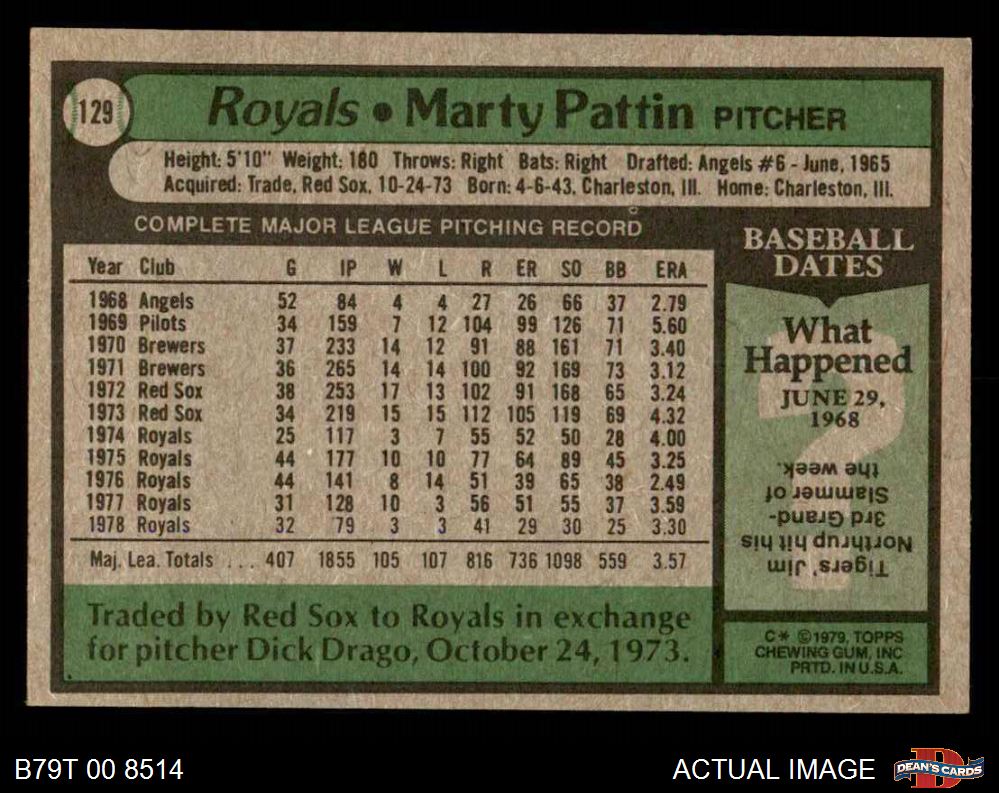 129
Royals • Marty Pattin PITCHER
Height: 5'10" Weight: 180 Throws: Right Bats: Right Drafted: Angels #6 - June, 1965
Acquired: Trade, Red Sox, 10-24-73 Born: 4-6-43, Charleston, Ill. Home: Charleston, Ill.
COMPLETE MAJOR LEAGUE PITCHING RECORD
Year Club G IP W L R ER SO BB ERA
1968 Angels 52 84 4 4 27 26 66 37 2.79
1969 Pilots 34 159 7 12 104 99 126 71 5.60
1970 Brewers 37 233 14 12 91 88 161 71 3.40
1971 Brewers 36 265 14 14 100 92 169 73 3.12
1972 Red Sox 38 253 17 13 102 91 168 65 3.24
1973 Red Sox 34 219 15 15 112 105 119 69 4.32
1974 Royals 25 117 3 7 55 52 50 28 4.00
1975 Royals 44 177 10 10 77 64 89 45 3.25
1976 Royals 44 141 8 14 51 39 65 38 2.49
1977 Royals 31 128 10 3 56 51 55 37 3.59
1978 Royals 32 79 3 3 41 29 30 25 3.30
Maj. Lea. Totals ... 407 1855 105 107 816 736 1098 559 3.57
Traded by Red Sox to Royals in exchange
for pitcher Dick Drago, October 24, 1973.
BASEBALL
DATES
What
Happened
JUNE 29,
1968
Tigers' Jim
Northrup hit his
3rd Grand-
Slammer of
the week.
C* ©1979, TOPPS
CHEWING GUM, INC
PRTD. IN U.S.A.
B79T 00 8514
ACTUAL IMAGE
DEAN'S CARDS